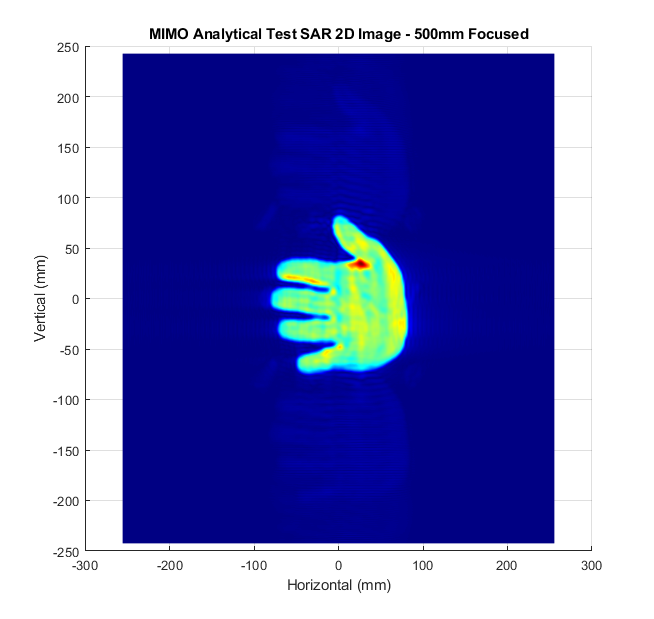 MIMO Analytical Test SAR 2D Image - 500mm Focused
250
200
150
100
50
0
-50
-100
-150
-200
-250
Vertical (mm)
-300 -200 -100 0 100 200 300
Horizontal (mm)